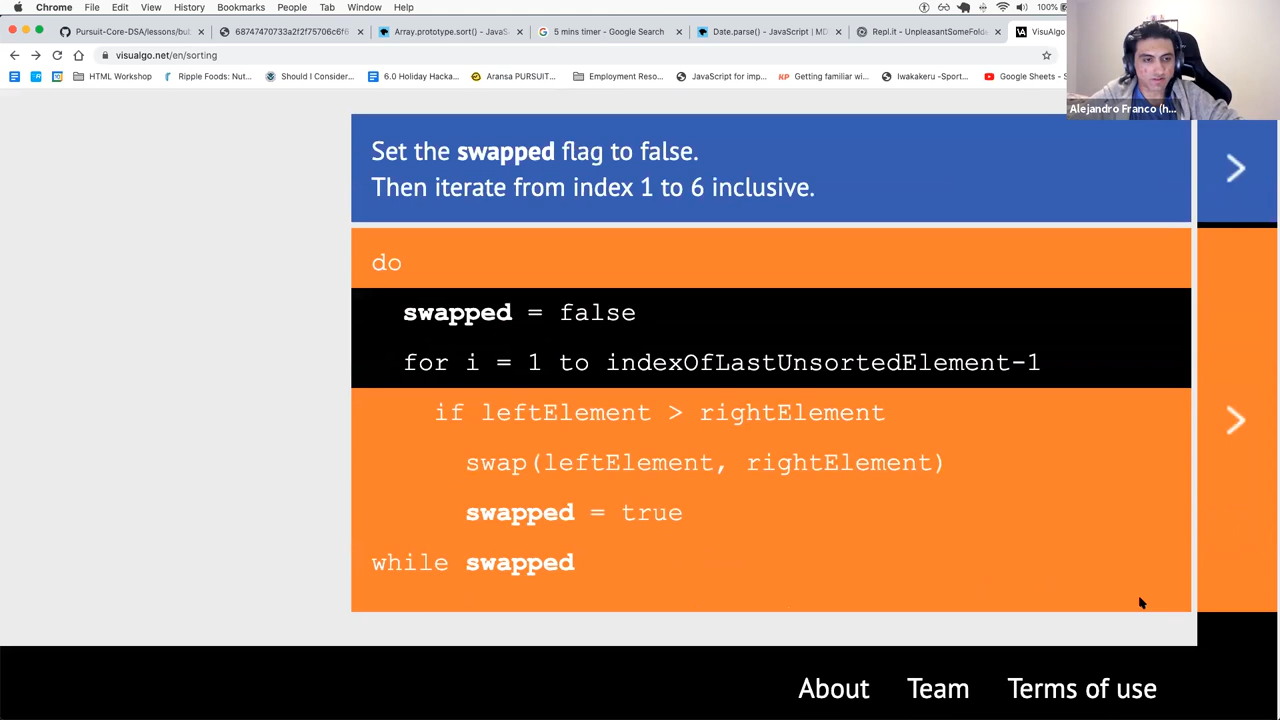 Chrome File Edit View History Bookmarks People Tab Window Help 100%
Pursuit-Core-DSA/lessons/bub 68747470733a2f2f75706c6f6 Array.prototype.sort() - JavaS 5 mins timer - Google Search Date.parse() - JavaScript | MD Repl.it - UnpleasantSomeFold VisuAlgo
visualgo.net/en/sorting
HTML Workshop Ripple Foods: Nut... Should I Consider... 6.0 Holiday Hacka... Aransa PURSUIT... Employment Reso... JavaScript for imp... Getting familiar wi... Iwakakeru -Sport... Google Sheets - S
Alejandro Franco (h...
Set the swapped flag to false.
Then iterate from index 1 to 6 inclusive.
do
swapped = false
for i = 1 to indexOfLastUnsortedElement-1
if leftElement > rightElement
swap(leftElement, rightElement)
swapped = true
while swapped
About Team Terms of use